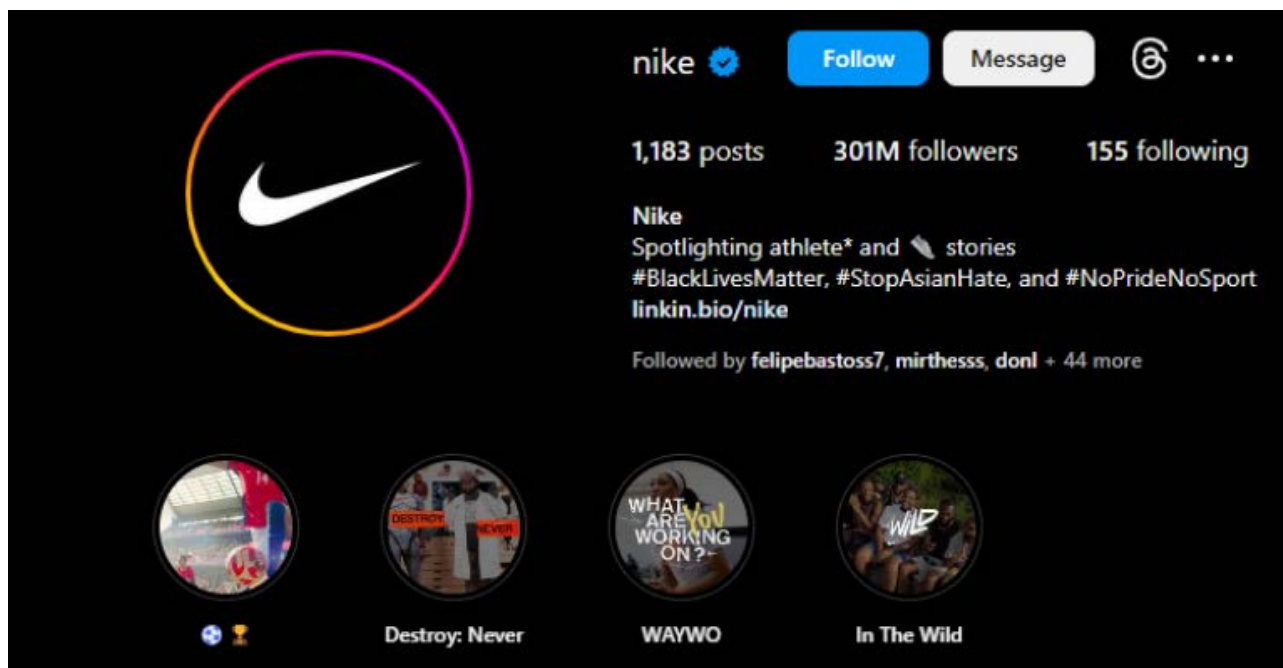 nike Follow Message
1,183 posts 301M followers 155 following
Nike
Spotlighting athlete* and 👟 stories
#BlackLivesMatter, #StopAsianHate, and #NoPrideNoSport
linkin.bio/nike
Followed by felipebastoss7, mirthesss, donl + 44 more
DESTROY NEVER
WHAT
ARE YOU
WORKING
ON?
WILD
⚽🏆 Destroy: Never WAYWO In The Wild